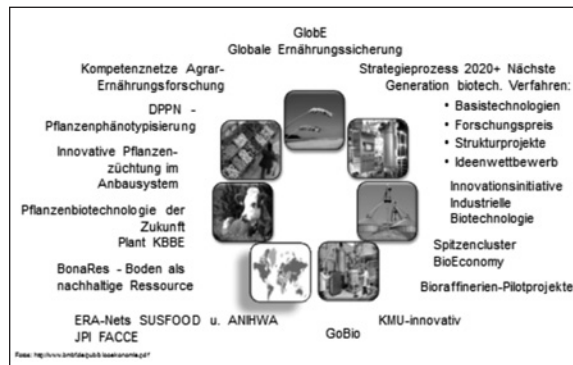 GlobE
Globale Ernährungssicherung
Kompetenznetze Agrar-
Ernährungsforschung
DPPN -
Pflanzenphänotypisierung
Innovative Pflanzen-
züchtung im
Anbausystem
Pflanzenbiotechnologie der
Zukunft
Plant KBBE
BonaRes - Boden als
nachhaltige Ressource
ERA-Nets SUSFOOD u. ANIHWA
JPI FACCE
Strategieprozess 2020+ Nächste
Generation biotech. Verfahren:
• Basistechnologien
• Forschungspreis
• Strukturprojekte
• Ideenwettbewerb
Innovationsinitiative
Industrielle
Biotechnologie
Spitzencluster
BioEconomy
Bioraffinerien-Pilotprojekte
KMU-innovativ
GoBio